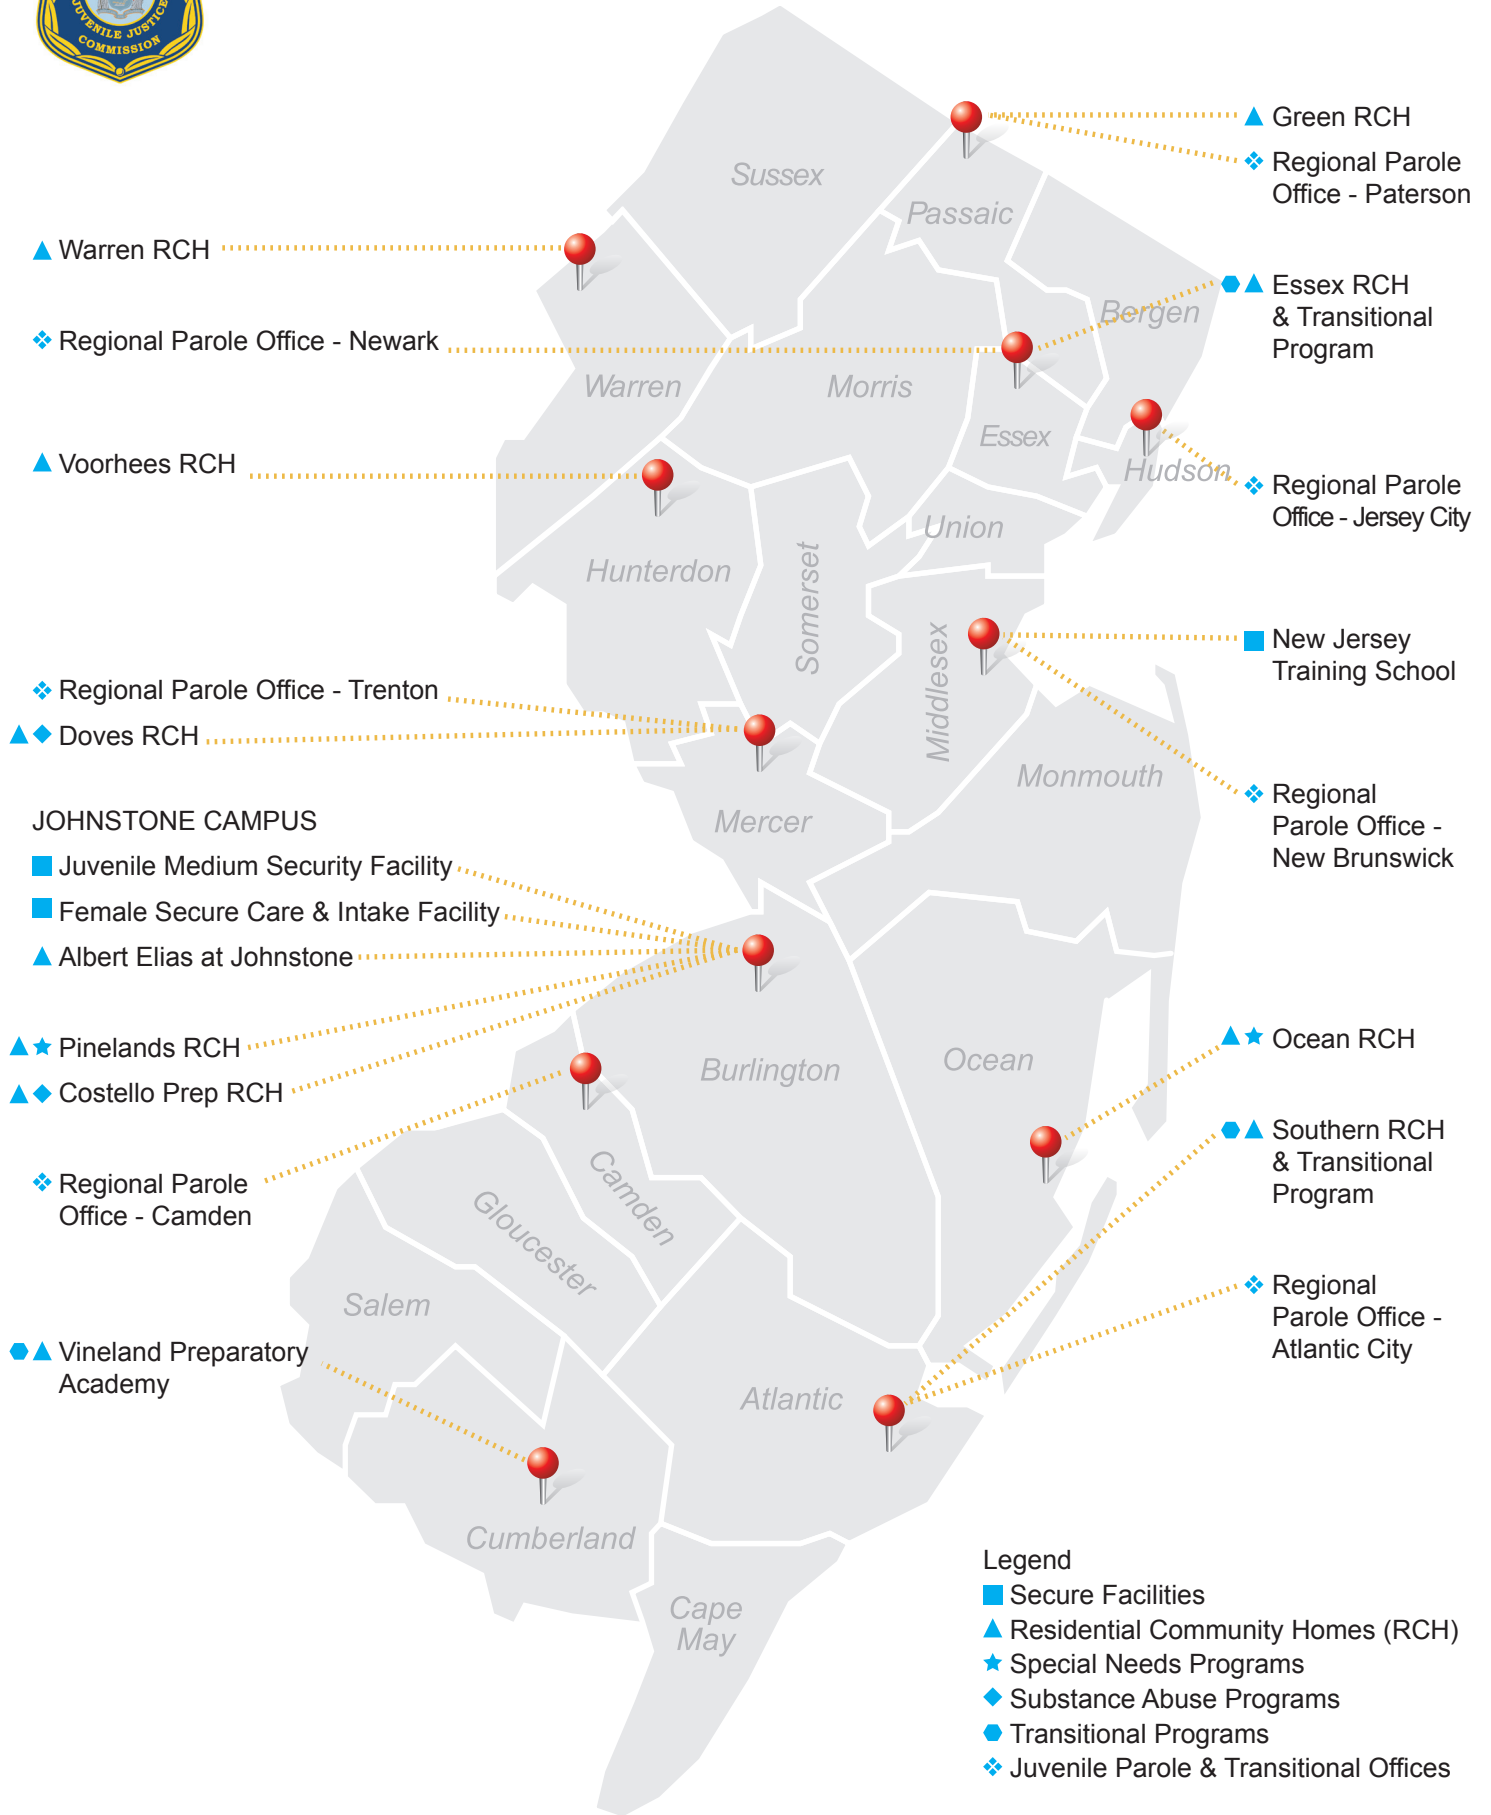 JUVENILE JUSTICE
COMMISSION
Green RCH
Regional Parole
Office - Paterson
Warren RCH
Regional Parole Office - Newark
Essex RCH
& Transitional
Program
Voorhees RCH
Regional Parole
Office - Jersey City
New Jersey
Training School
Regional Parole Office - Trenton
Doves RCH
Regional
Parole Office -
New Brunswick
JOHNSTONE CAMPUS
Juvenile Medium Security Facility
Female Secure Care & Intake Facility
Albert Elias at Johnstone
Pinelands RCH
Costello Prep RCH
Regional Parole
Office - Camden
Ocean RCH
Southern RCH
& Transitional
Program
Regional
Parole Office -
Atlantic City
Vineland Preparatory
Academy
Sussex
Passaic
Bergen
Warren
Morris
Essex
Hudson
Union
Hunterdon
Somerset
Middlesex
Monmouth
Mercer
Burlington
Ocean
Camden
Gloucester
Salem
Atlantic
Cumberland
Cape
May
Legend
Secure Facilities
Residential Community Homes (RCH)
Special Needs Programs
Substance Abuse Programs
Transitional Programs
Juvenile Parole & Transitional Offices